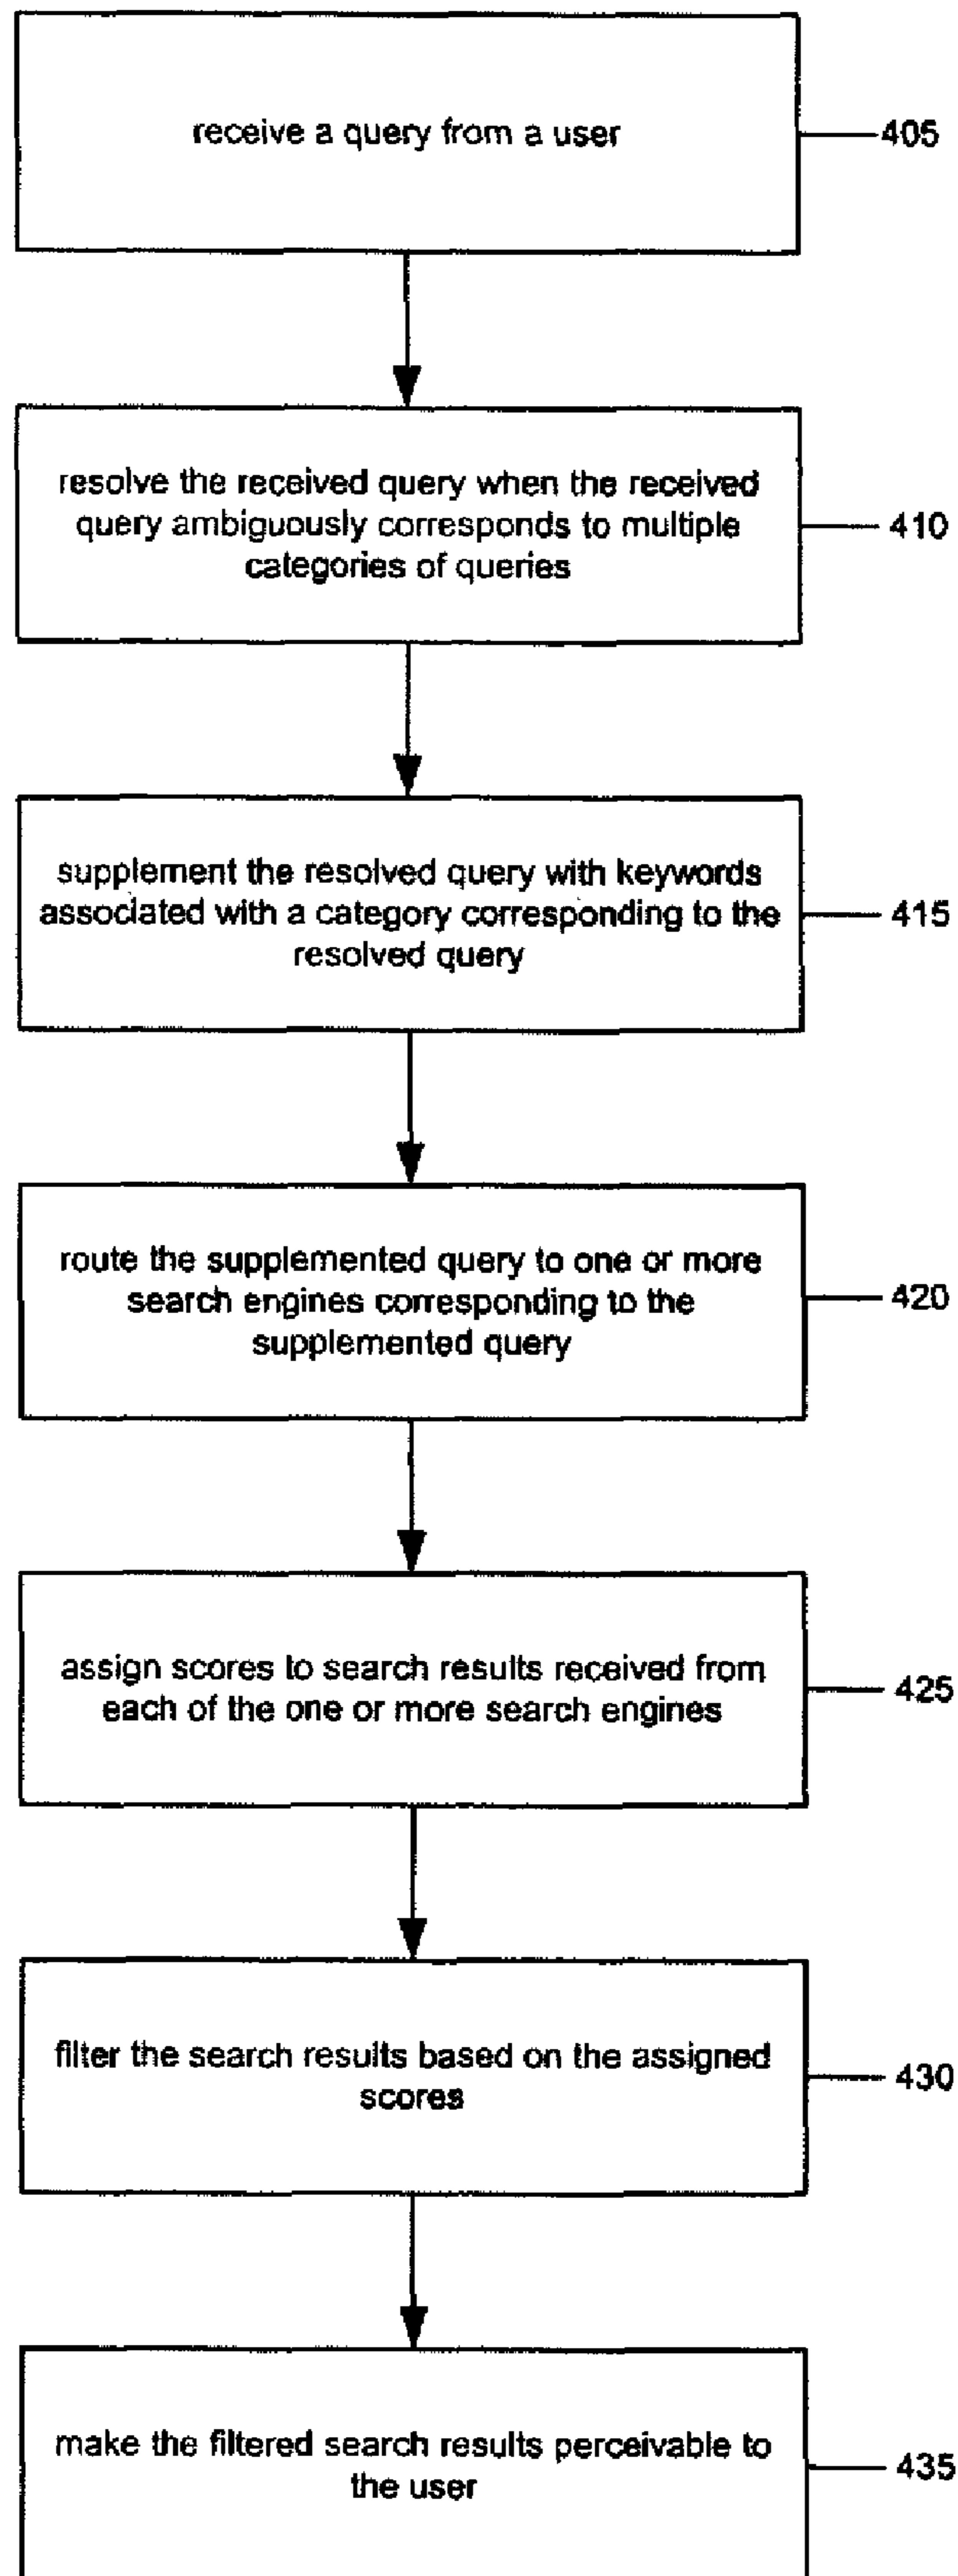 receive a query from a user
405
resolve the received query when the received
query ambiguously corresponds to multiple
categories of queries
410
supplement the resolved query with keywords
associated with a category corresponding to the
resolved query
415
route the supplemented query to one or more
search engines corresponding to the
supplemented query
420
assign scores to search results received from
each of the one or more search engines
425
filter the search results based on the assigned
scores
430
make the filtered search results perceivable to
the user
435